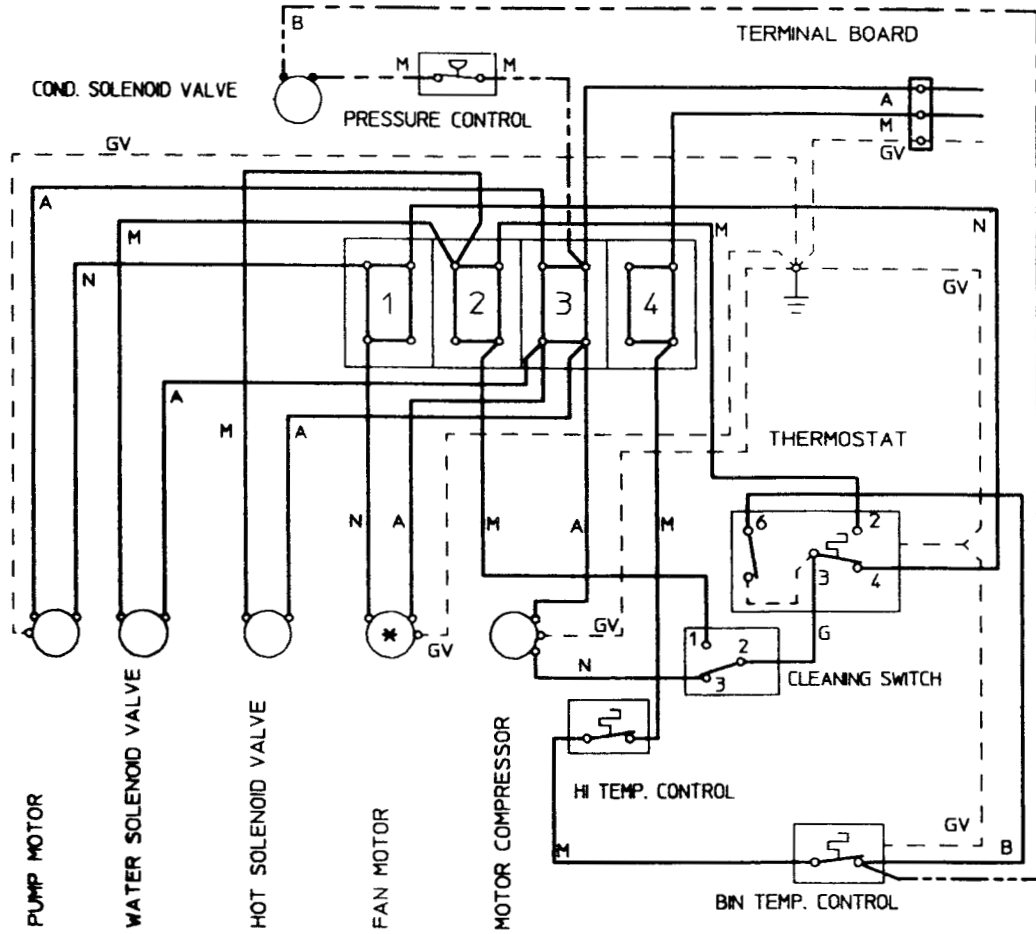 B
TERMINAL BOARD
M M
COND. SOLENOID VALVE
PRESSURE CONTROL
A
M
GV
GV
A
M
M
N
N
GV
1 2 3 4
A
M
A
THERMOSTAT
N A M A M
6 2
3 4
GV
GV
G
1 2
3
N
CLEANING SWITCH
HI TEMP. CONTROL
GV
M
B
BIN TEMP. CONTROL
*
PUMP MOTOR
WATER SOLENOID VALVE
HOT SOLENOID VALVE
FAN MOTOR
MOTOR COMPRESSOR